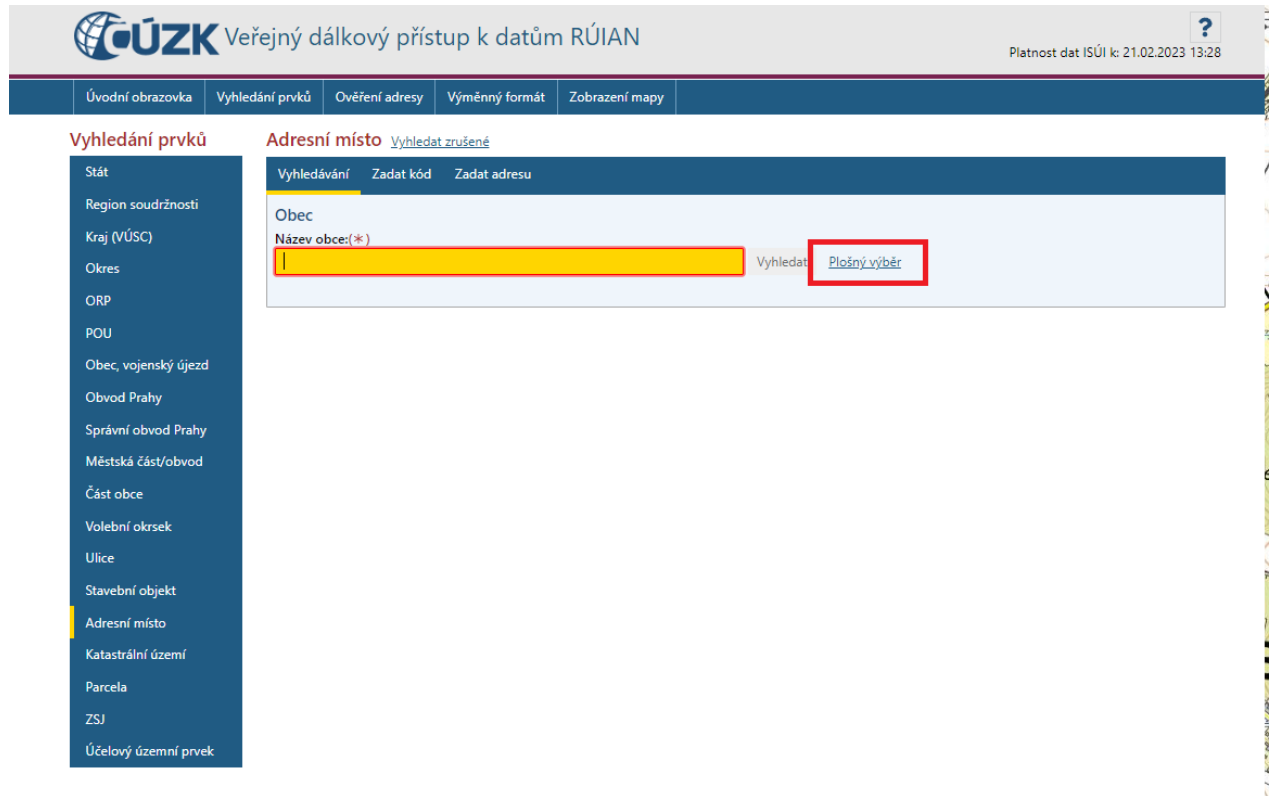 ČÚZK Veřejný dálkový přístup k datům RÚIAN
?
Platnost dat ISÚI k: 21.02.2023 13:28
Úvodní obrazovka Vyhledání prvků Ověření adresy Výměnný formát Zobrazení mapy
Vyhledání prvků
Stát
Region soudržnosti
Kraj (VÚSC)
Okres
ORP
POU
Obec, vojenský újezd
Obvod Prahy
Správní obvod Prahy
Městská část/obvod
Část obce
Volební okrsek
Ulice
Stavební objekt
Adresní místo
Katastrální území
Parcela
ZSJ
Účelový územní prvek
Adresní místo Vyhledat zrušené
Vyhledávání Zadat kód Zadat adresu
Obec
Název obce:(*)
Vyhledat Plošný výběr